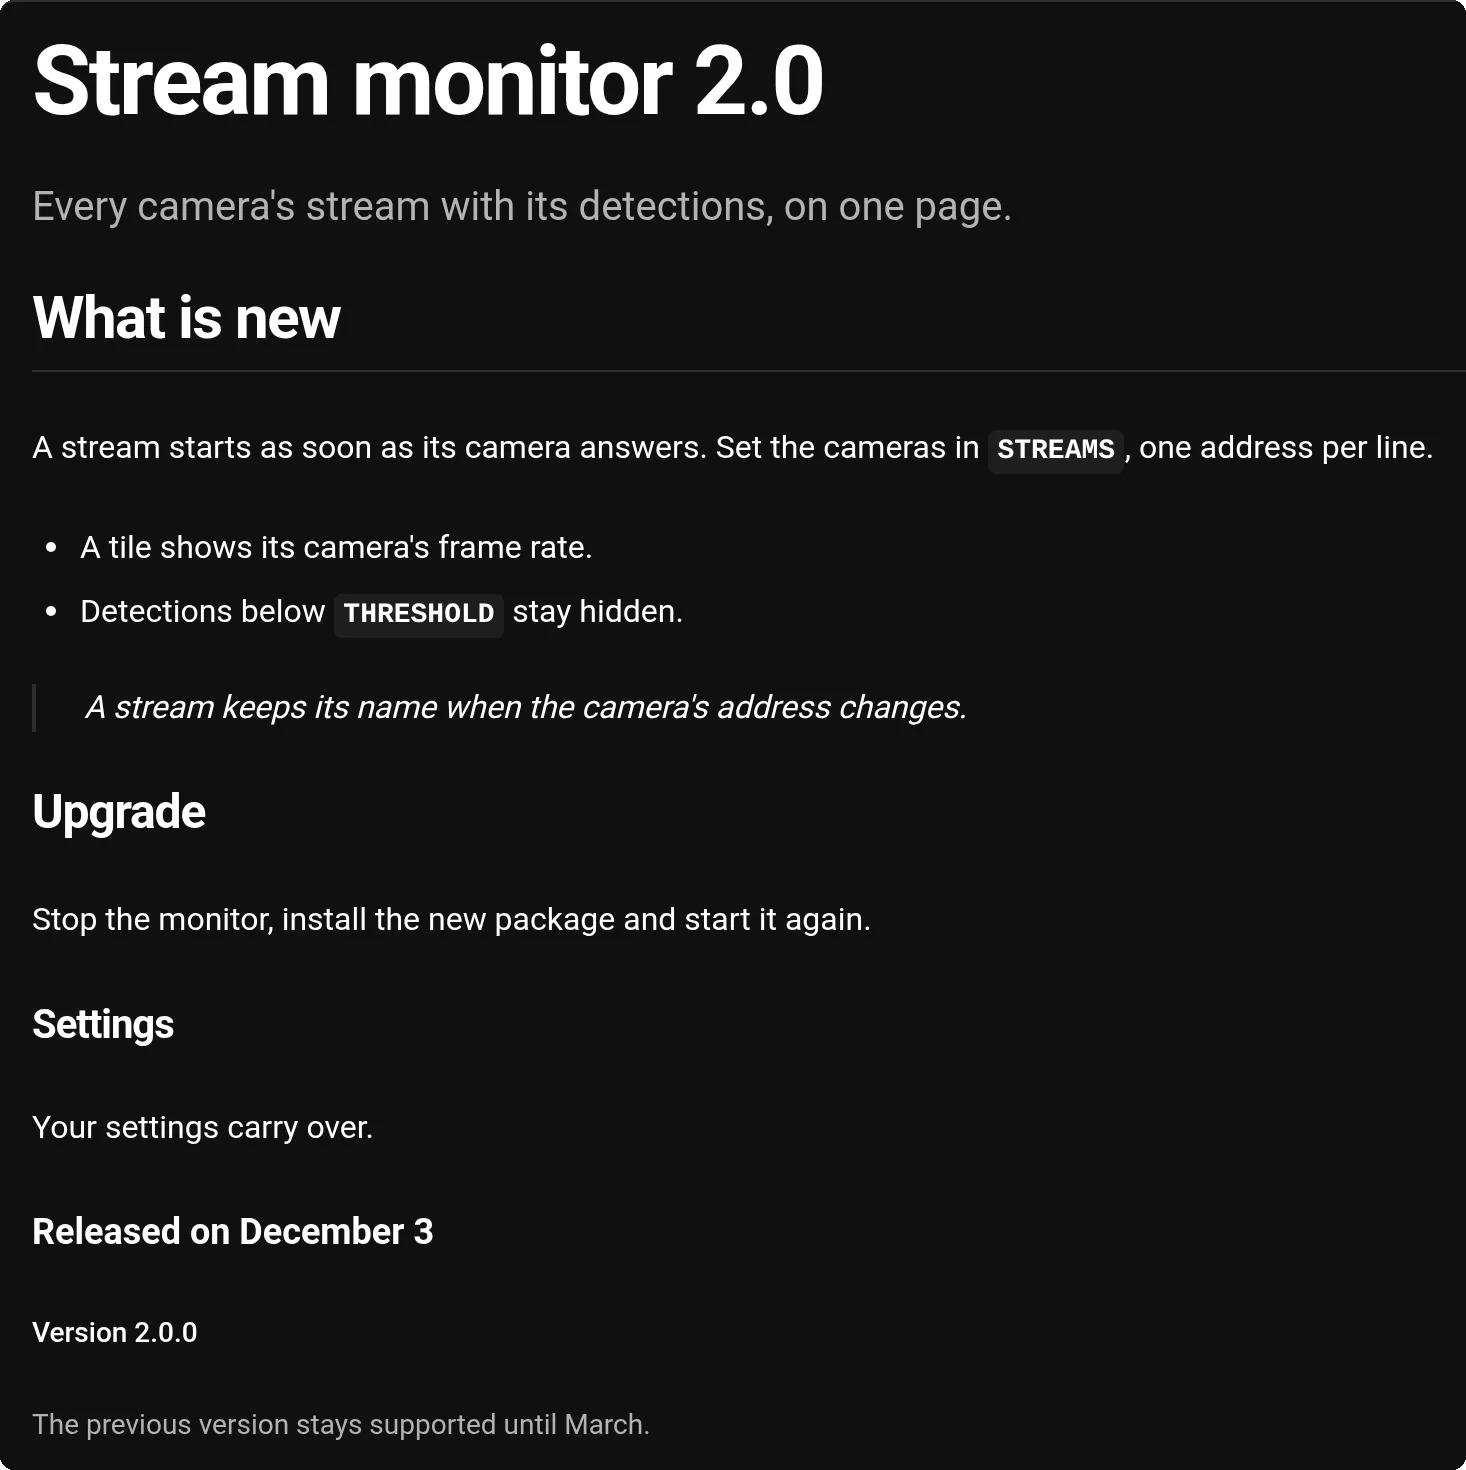 Stream monitor 2.0
Every camera's stream with its detections, on one page.
What is new
A stream starts as soon as its camera answers. Set the cameras in STREAMS, one address per line.
• A tile shows its camera's frame rate.
• Detections below THRESHOLD stay hidden.
A stream keeps its name when the camera's address changes.
Upgrade
Stop the monitor, install the new package and start it again.
Settings
Your settings carry over.
Released on December 3
Version 2.0.0
The previous version stays supported until March.